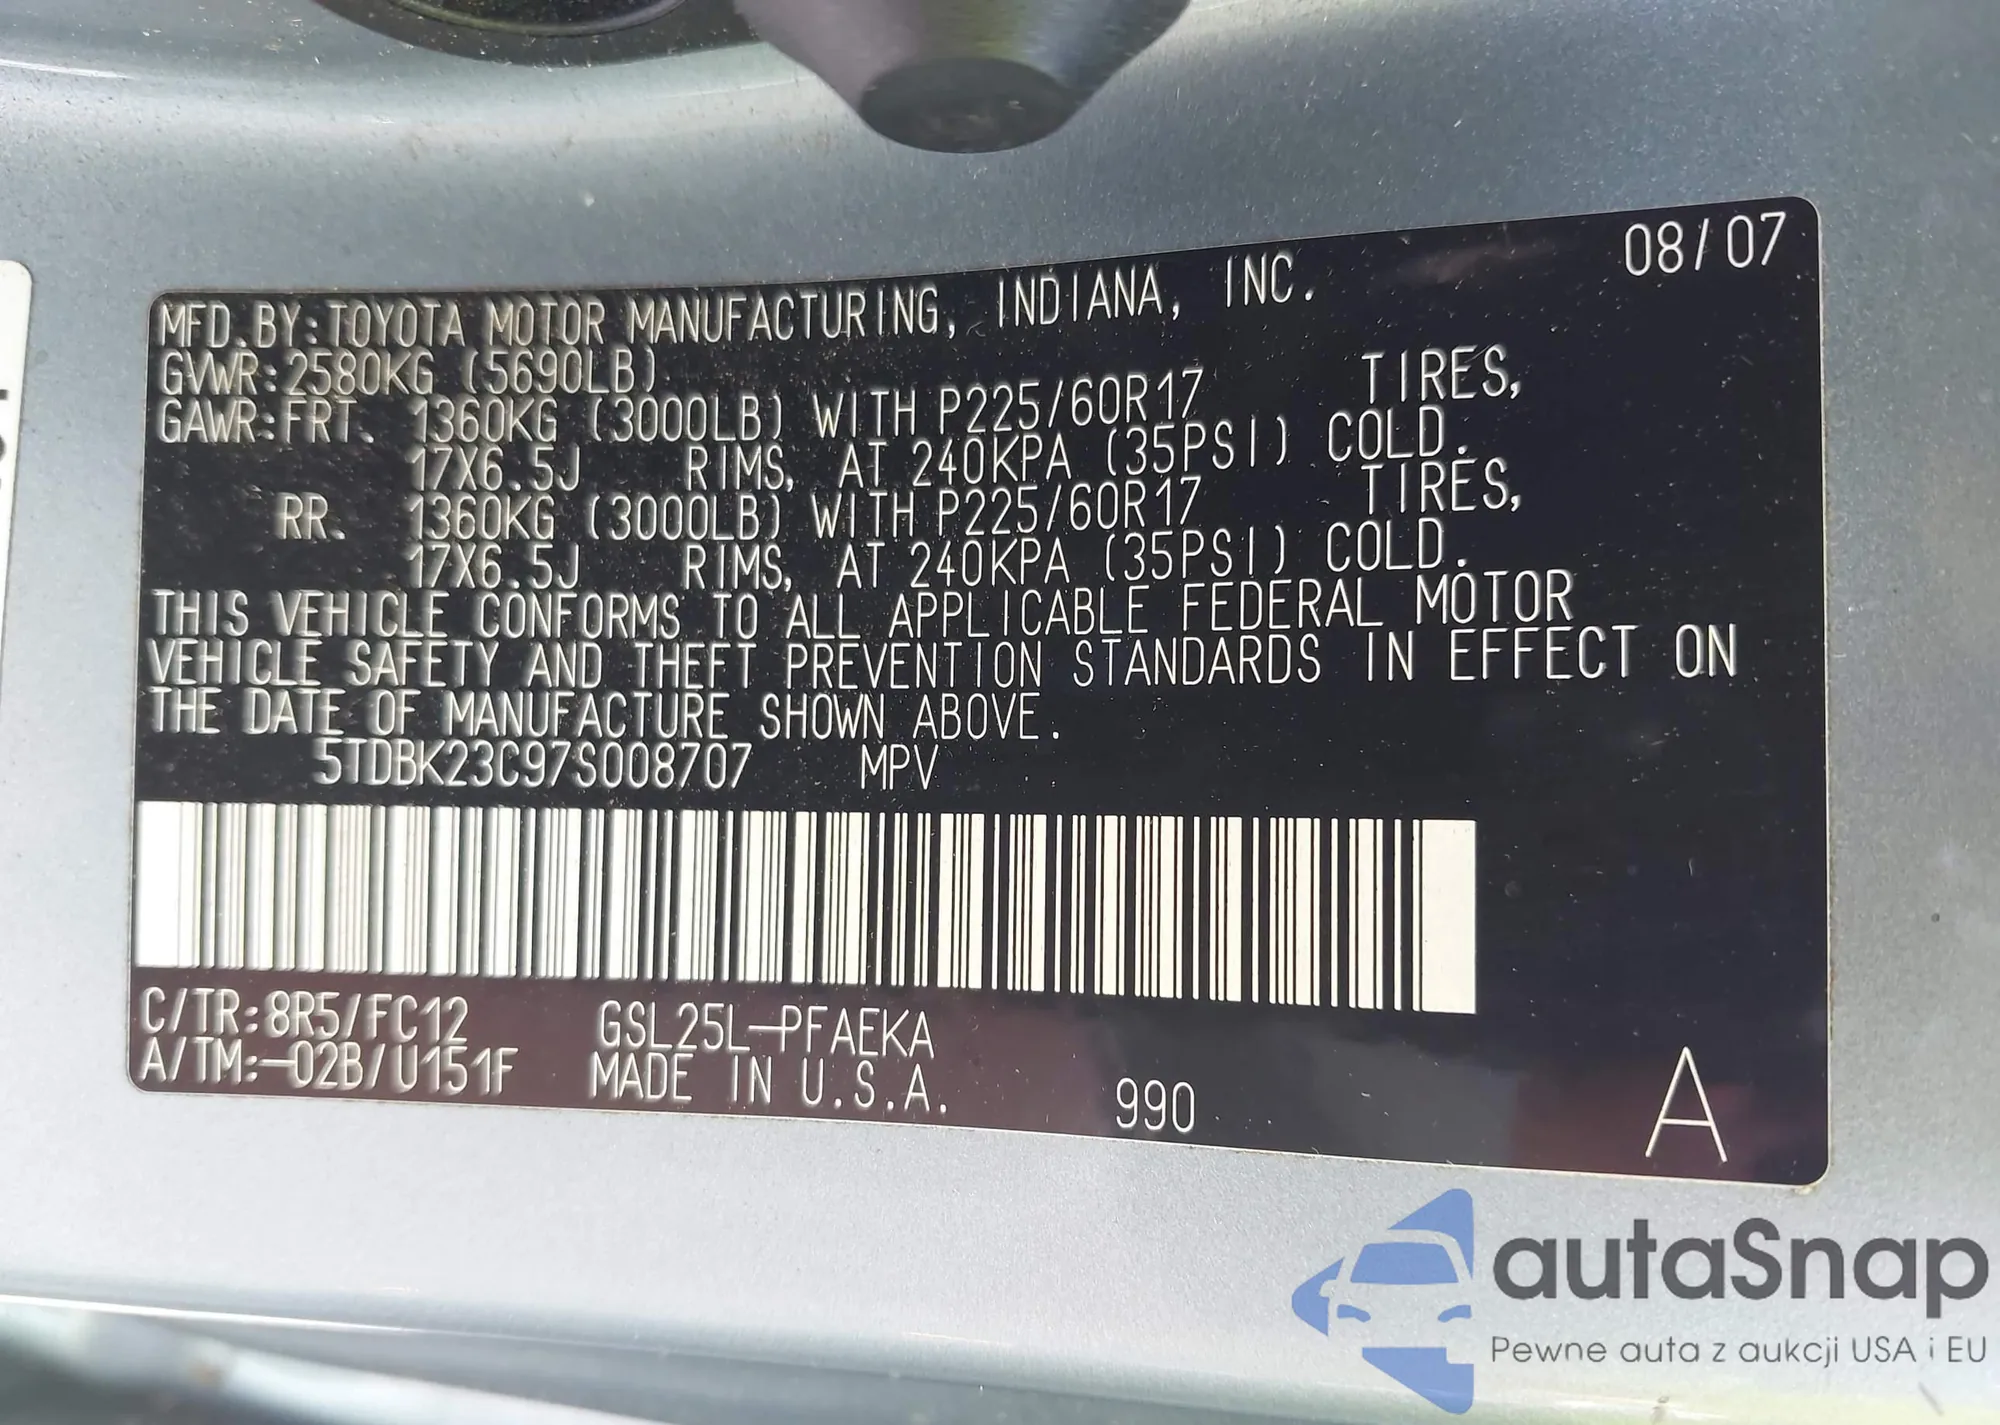 08/07
MFD.BY:TOYOTA MOTOR MANUFACTURING, INDIANA, INC.
GVWR:2580KG (5690LB)
GAWR:FRT. 1360KG (3000LB) WITH P225/60R17 TIRES,
17X6.5J RIMS, AT 240KPA (35PSI) COLD.
RR. 1360KG (3000LB) WITH P225/60R17 TIRES,
17X6.5J RIMS, AT 240KPA (35PSI) COLD.
THIS VEHICLE CONFORMS TO ALL APPLICABLE FEDERAL MOTOR
VEHICLE SAFETY AND THEFT PREVENTION STANDARDS IN EFFECT ON
THE DATE OF MANUFACTURE SHOWN ABOVE.
5TDBK23C97S008707 MPV
C/TR:8R5/FC12 GSL25L-PFAEKA
A/TM:-02B/U151F MADE IN U.S.A. 990 A
autaSnap
Pewne auta z aukcji USA i EU